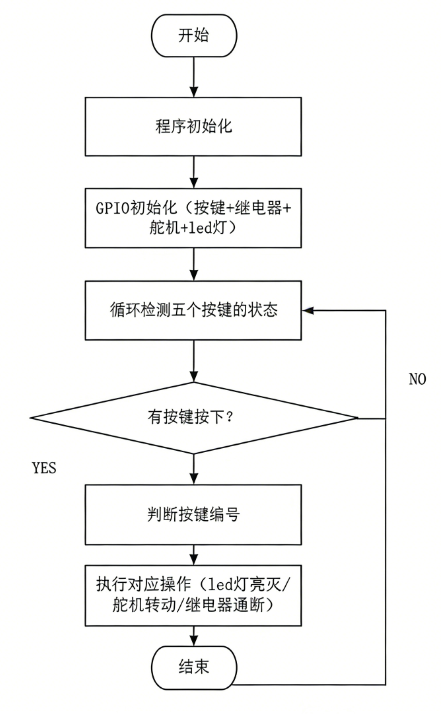 开始
程序初始化
GPIO初始化（按键+继电器+
舵机+led灯）
循环检测五个按键的状态
NO
有按键按下？
YES
判断按键编号
执行对应操作（led灯亮灭/
舵机转动/继电器通断）
结束